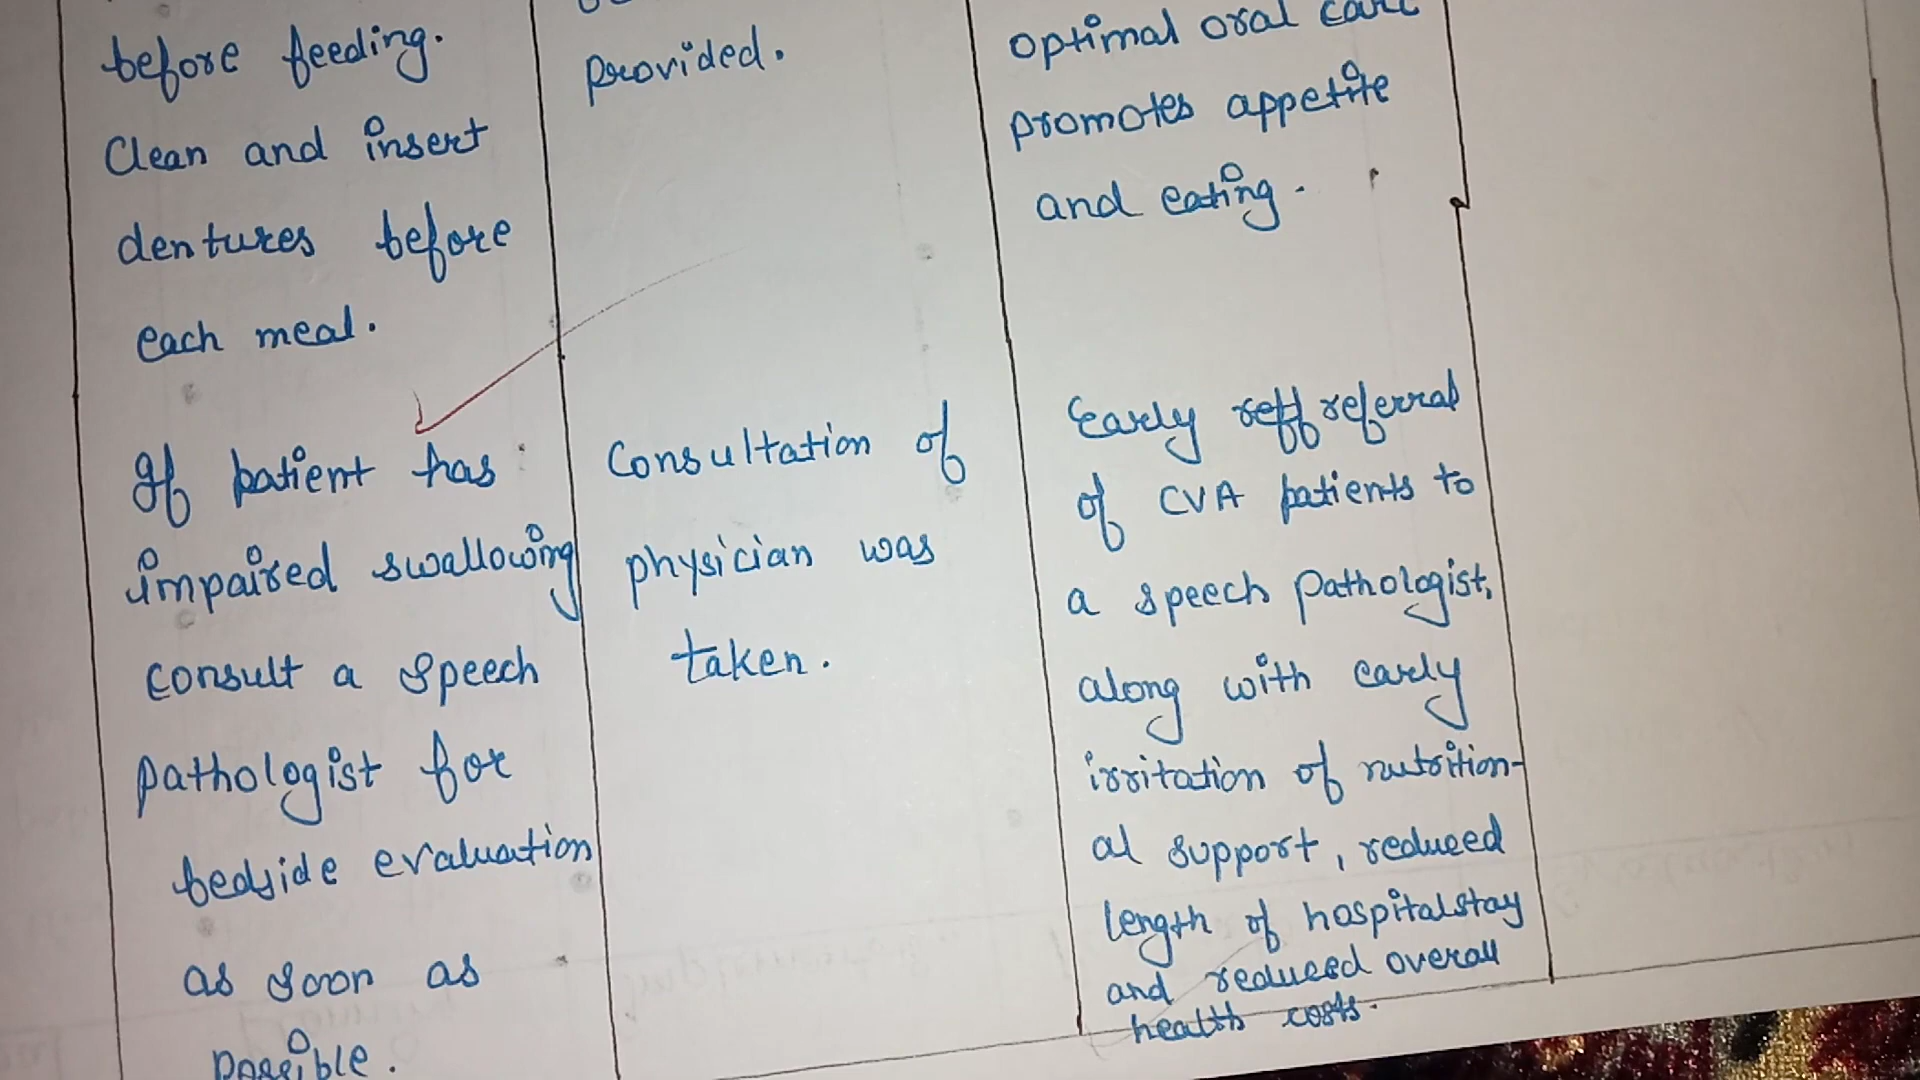 before feeding.
Clean and insert
dentures before
each meal.
If patient has
impaired swallowing
consult a speech
pathologist for
bedside evaluation
as soon as
possible.
provided.
Consultation of
physician was
taken.
optimal oral care
promotes appetite
and eating.
Early referral
of CVA patients to
a speech pathologist,
along with early
irritation of nutrition-
al support, reduced
length of hospital stay
and reduced overall
health costs.